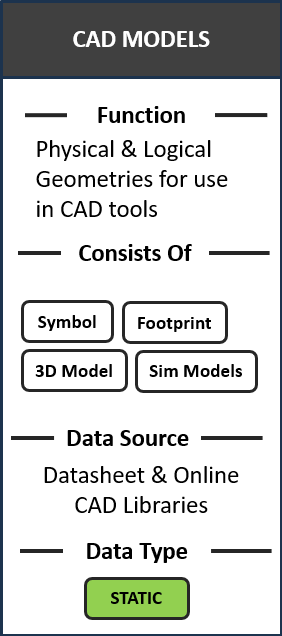 CAD MODELS
Function
Physical & Logical
Geometries for use
in CAD tools
Consists Of
Symbol
Footprint
3D Model
Sim Models
Data Source
Datasheet & Online
CAD Libraries
Data Type
STATIC